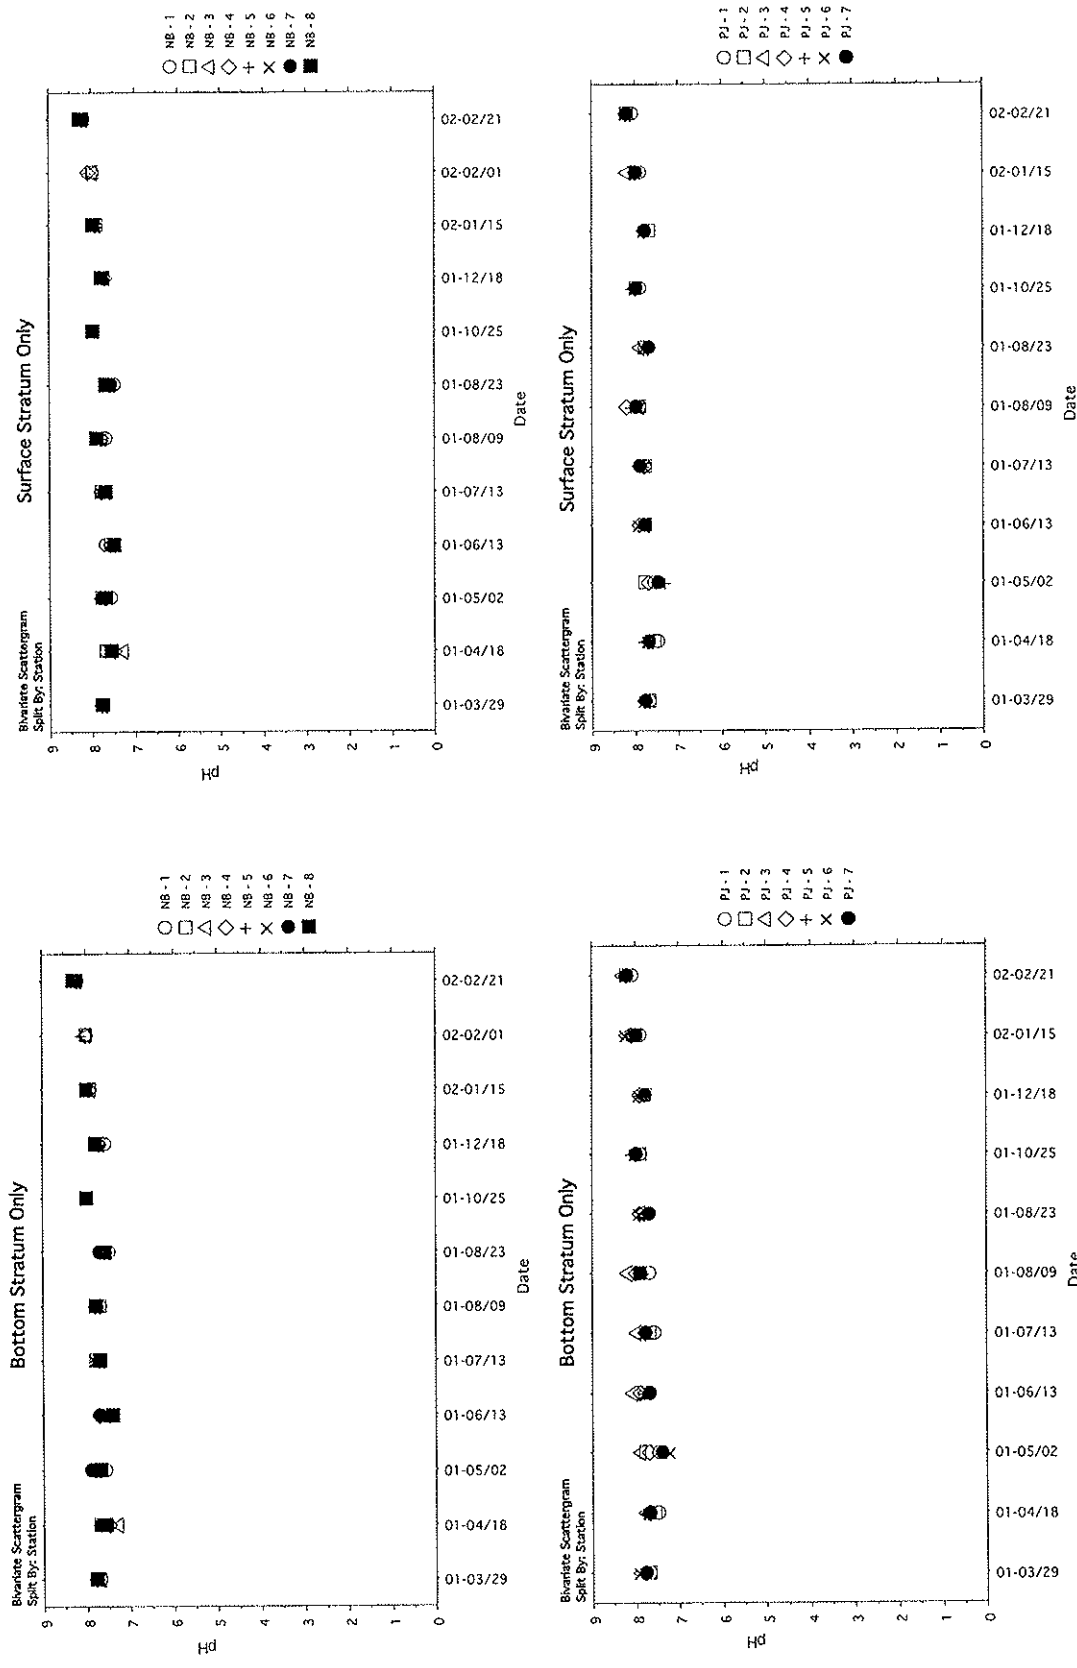 Surface Stratum Only
Bivariate Scattergram
Split By: Station
9
8
7
6
5
4
3
2
1
0
pH
01-03/29
01-04/18
01-05/02
01-06/13
01-07/13
01-08/09
01-08/23
01-10/25
01-12/18
02-01/15
02-02/01
02-02/21
Date
NB - 1
NB - 2
NB - 3
NB - 4
NB - 5
NB - 6
NB - 7
NB - 8
Surface Stratum Only
Bivariate Scattergram
Split By: Station
9
8
7
6
5
4
3
2
1
0
pH
01-03/29
01-04/18
01-05/02
01-06/13
01-07/13
01-08/09
01-08/23
01-10/25
01-12/18
02-01/15
02-02/21
Date
PJ - 1
PJ - 2
PJ - 3
PJ - 4
PJ - 5
PJ - 6
PJ - 7
Bottom Stratum Only
Bivariate Scattergram
Split By: Station
9
8
7
6
5
4
3
2
1
0
pH
01-03/29
01-04/18
01-05/02
01-06/13
01-07/13
01-08/09
01-08/23
01-10/25
01-12/18
02-01/15
02-02/01
02-02/21
Date
NB - 1
NB - 2
NB - 3
NB - 4
NB - 5
NB - 6
NB - 7
NB - 8
Bottom Stratum Only
Bivariate Scattergram
Split By: Station
9
8
7
6
5
4
3
2
1
0
pH
01-03/29
01-04/18
01-05/02
01-06/13
01-07/13
01-08/09
01-08/23
01-10/25
01-12/18
02-01/15
02-02/21
Date
PJ - 1
PJ - 2
PJ - 3
PJ - 4
PJ - 5
PJ - 6
PJ - 7